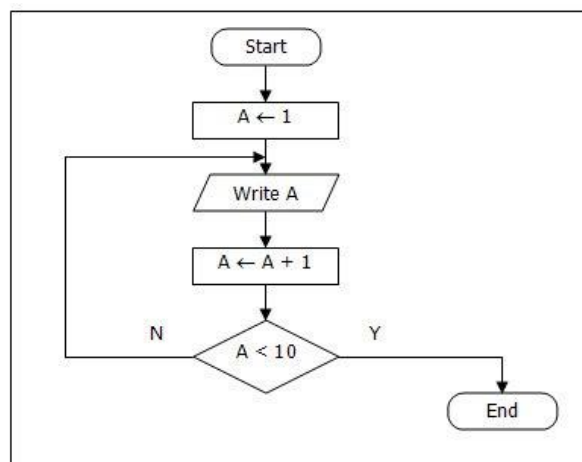 Start
A ← 1
Write A
A ← A + 1
N
A < 10
Y
End